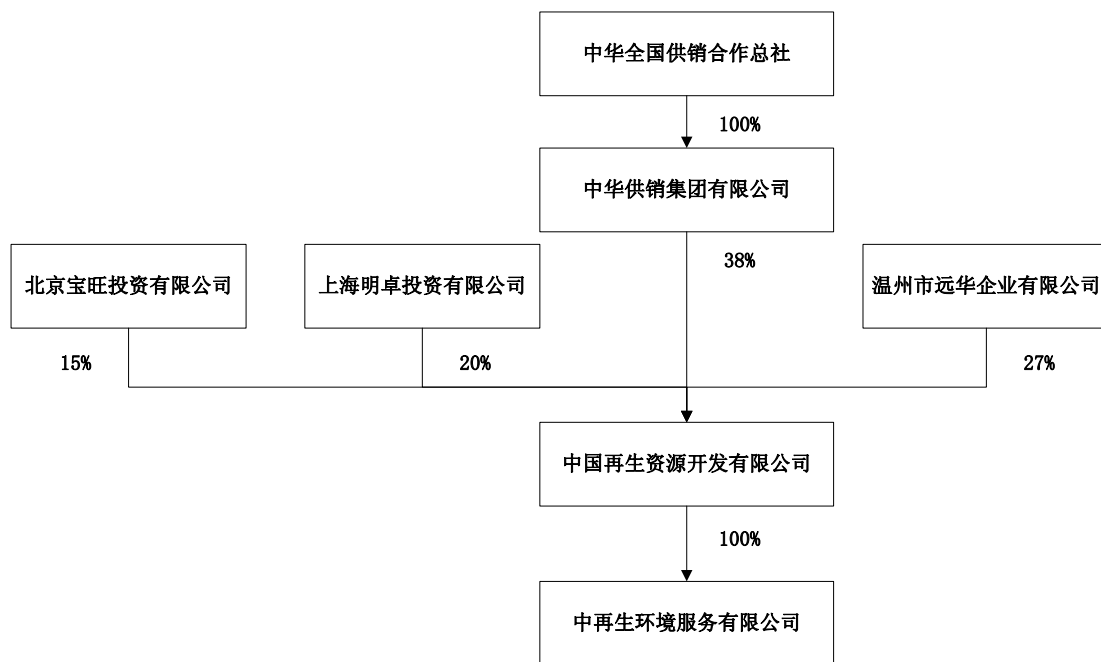 中华全国供销合作总社
100%
中华供销集团有限公司
38%
北京宝旺投资有限公司
上海明卓投资有限公司
温州市远华企业有限公司
15%
20%
27%
中国再生资源开发有限公司
100%
中再生环境服务有限公司